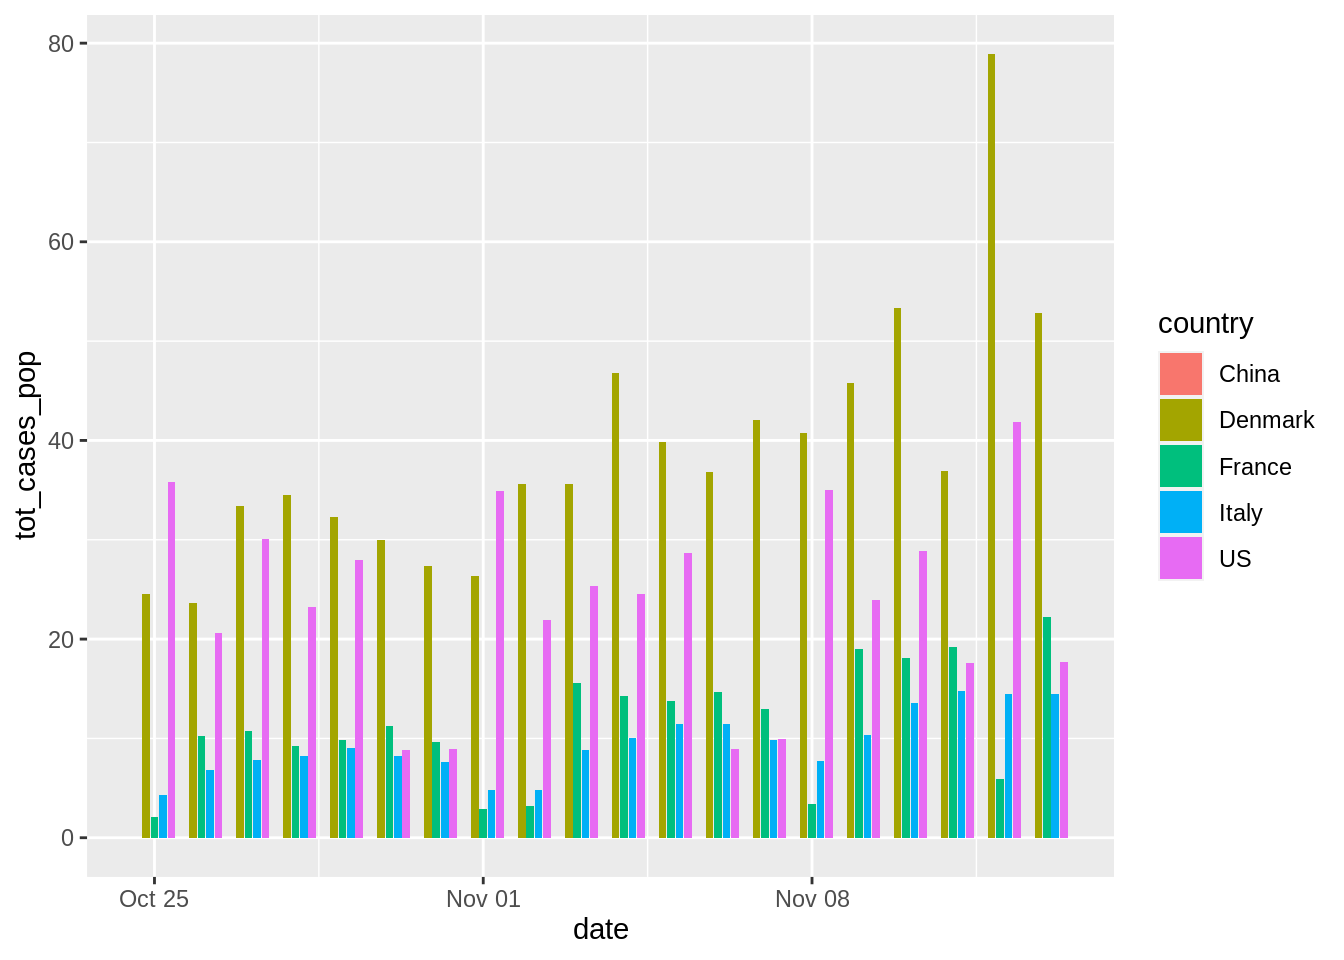 80
60
40
20
0
tot_cases_pop
Oct 25
Nov 01
Nov 08
date
country
China
Denmark
France
Italy
US